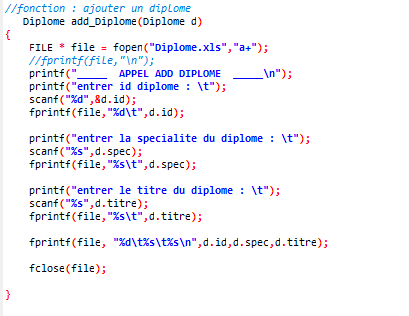 //fonction : ajouter un diplome
Diplome add_Diplome(Diplome d)
{
FILE * file = fopen("Diplome.xls","a+");
//fprintf(file,"\n");
printf("_____ APPEL ADD DIPLOME _____\n");
printf("entrer id diplome : \t");
scanf("%d",&d.id);
fprintf(file,"%d\t",d.id);
printf("entrer la specialite du diplome : \t");
scanf("%s",d.spec);
fprintf(file,"%s\t",d.spec);
printf("entrer le titre du diplome : \t");
scanf("%s",d.titre);
fprintf(file,"%s\t",d.titre);
fprintf(file, "%d\t%s\t%s\n",d.id,d.spec,d.titre);
fclose(file);
}